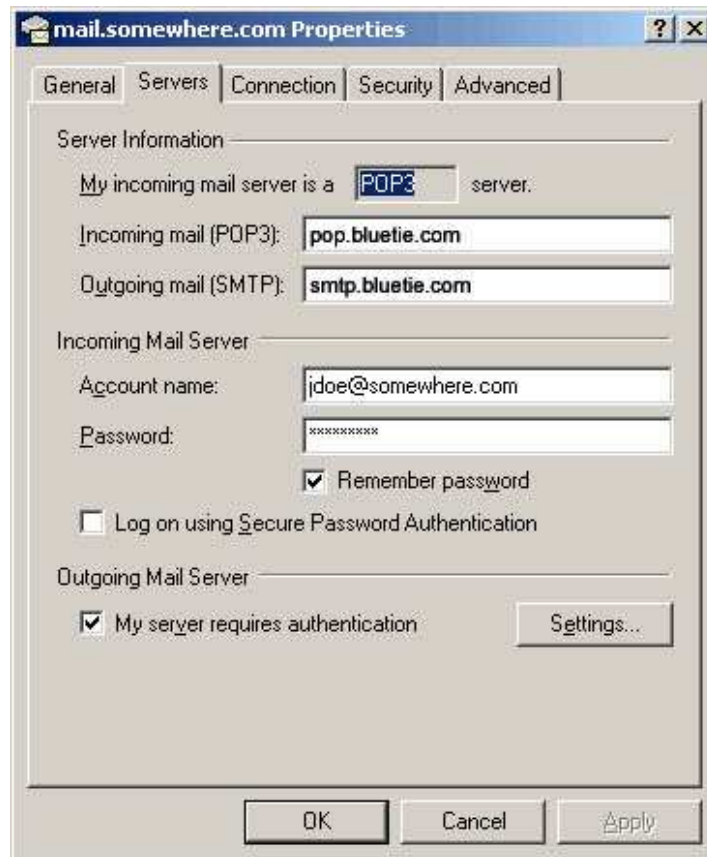 mail.somewhere.com Properties ? ×
General Servers Connection Security Advanced
Server Information
My incoming mail server is a POP3 server.
Incoming mail (POP3): pop.bluetie.com
Outgoing mail (SMTP): smtp.bluetie.com
Incoming Mail Server
Account name: jdoe@somewhere.com
Password: *********
Remember password
Log on using Secure Password Authentication
Outgoing Mail Server
My server requires authentication Settings...
OK Cancel Apply